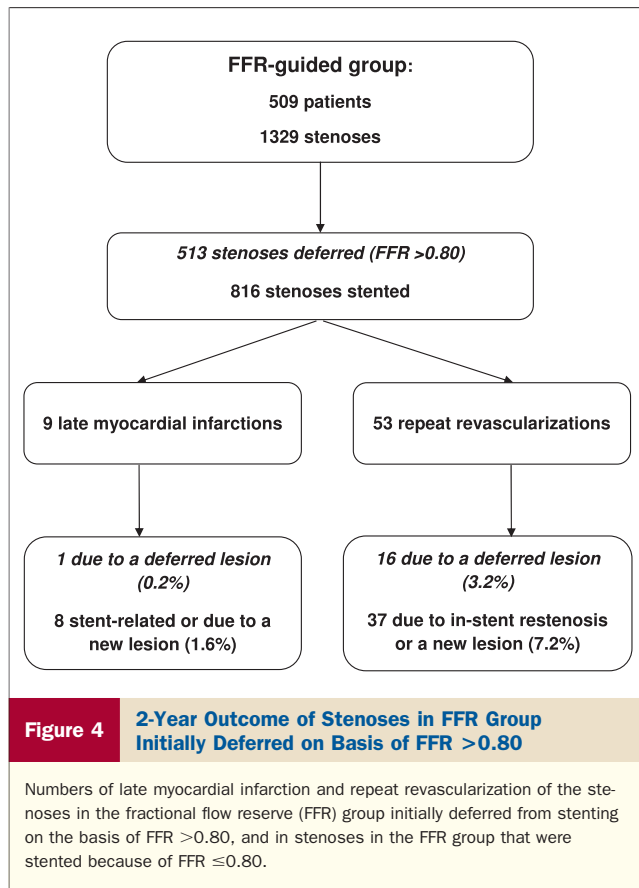 FFR-guided group:
509 patients
1329 stenoses
513 stenoses deferred (FFR >0.80)
816 stenoses stented
9 late myocardial infarctions
53 repeat revascularizations
1 due to a deferred lesion
(0.2%)
8 stent-related or due to a
new lesion (1.6%)
16 due to a deferred lesion
(3.2%)
37 due to in-stent restenosis
or a new lesion (7.2%)
Figure 4
2-Year Outcome of Stenoses in FFR Group
Initially Deferred on Basis of FFR >0.80
Numbers of late myocardial infarction and repeat revascularization of the ste-
noses in the fractional flow reserve (FFR) group initially deferred from stenting
on the basis of FFR >0.80, and in stenoses in the FFR group that were
stented because of FFR ≤0.80.